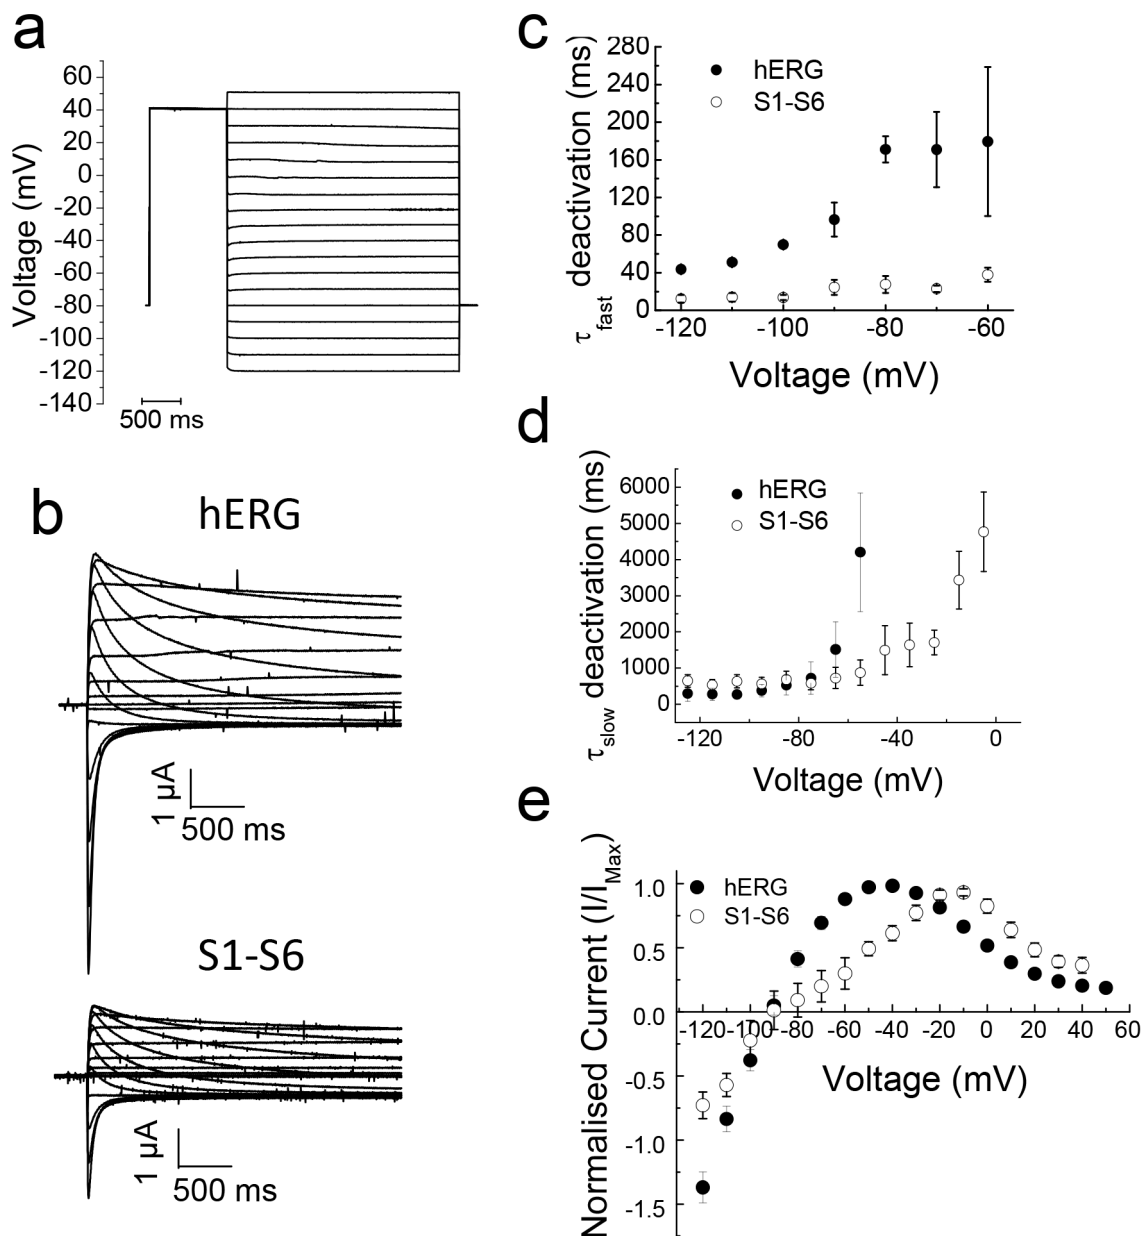 a
Voltage (mV)
60
40
20
0
-20
-40
-60
-80
-100
-120
-140
500 ms
b
hERG
1 µA
500 ms
S1-S6
1 µA
500 ms
c
τfast deactivation (ms)
280
240
200
160
120
80
40
0
hERG
S1-S6
-120
-100
-80
-60
Voltage (mV)
d
τslow deactivation (ms)
6000
5000
4000
3000
2000
1000
0
hERG
S1-S6
-120
-80
-40
0
Voltage (mV)
e
Normalised Current (I/IMax)
1.0
0.5
0.0
-0.5
-1.0
-1.5
hERG
S1-S6
-120 -100 -80 -60 -40 -20 0 20 40 60
Voltage (mV)